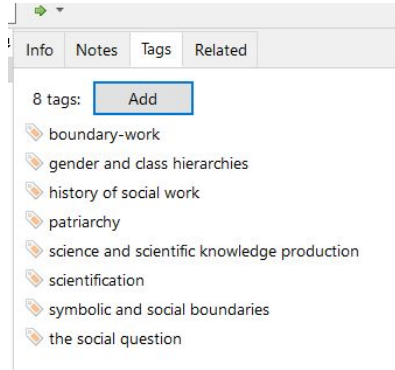 Info Notes Tags Related
8 tags: Add
boundary-work
gender and class hierarchies
history of social work
patriarchy
science and scientific knowledge production
scientification
symbolic and social boundaries
the social question